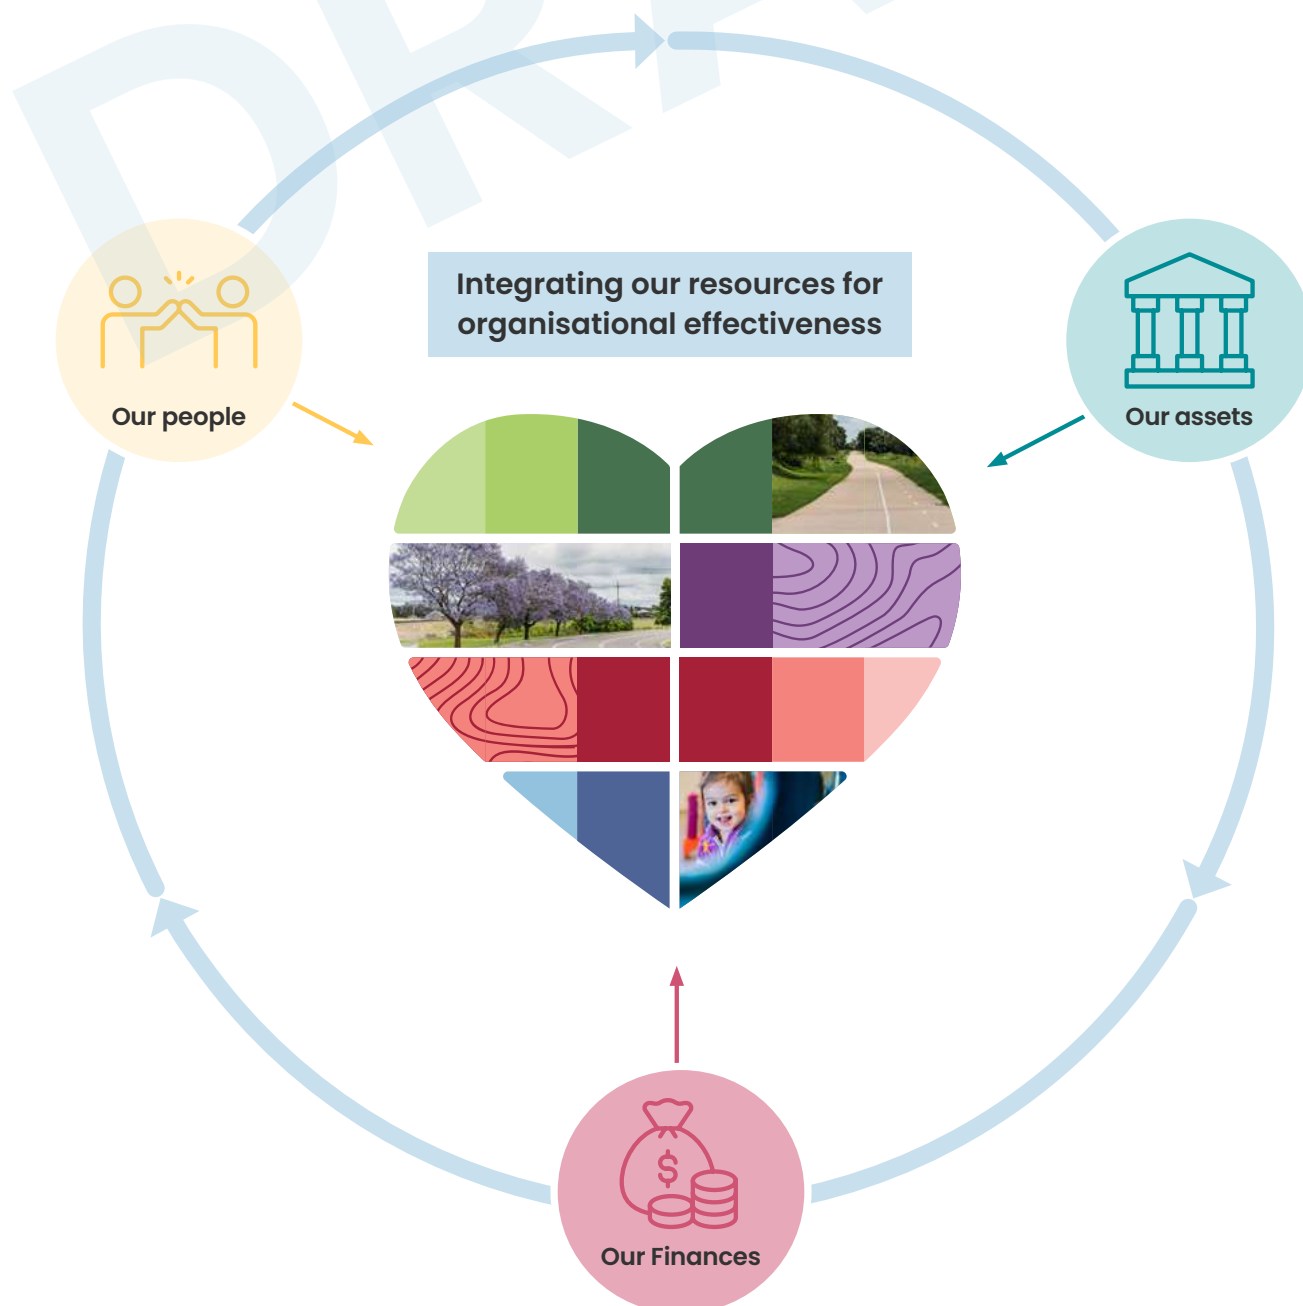 Integrating our resources for
organisational effectiveness
Our people
Our assets
$
Our Finances